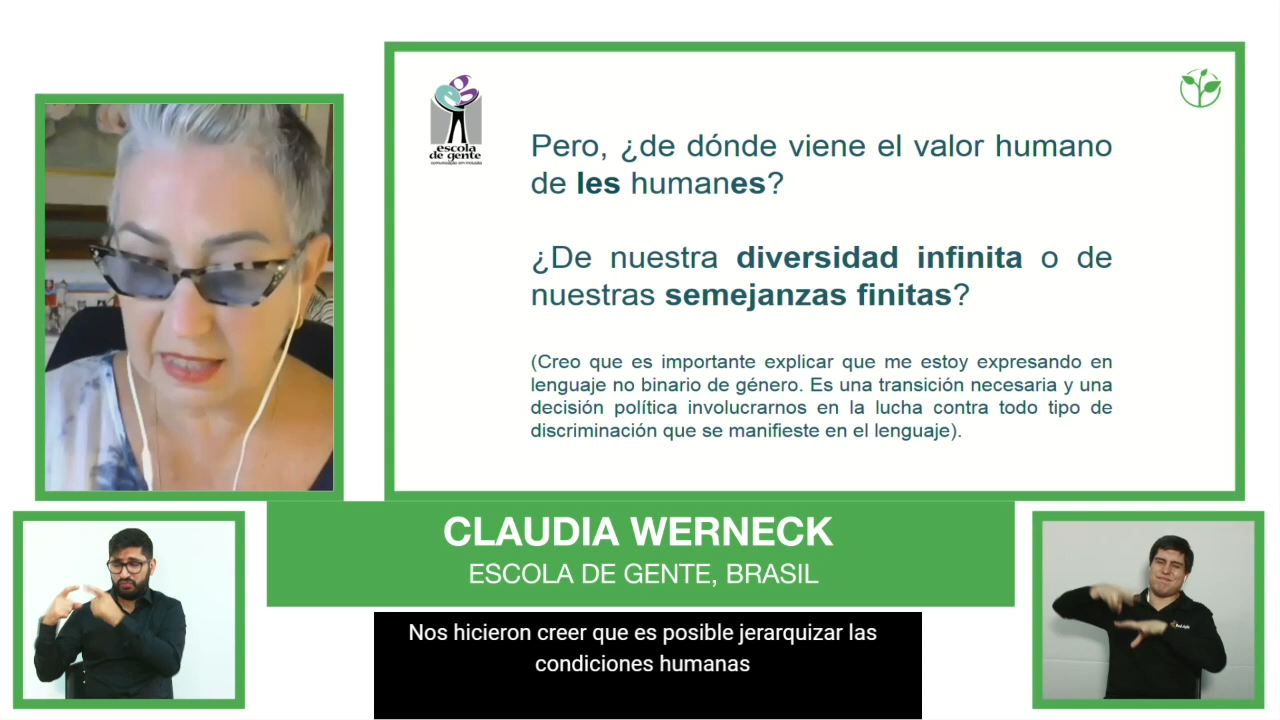 escola
de gente
comunicação em inclusão
Pero, ¿de dónde viene el valor humano
de les humanes?
¿De nuestra diversidad infinita o de
nuestras semejanzas finitas?
(Creo que es importante explicar que me estoy expresando en
lenguaje no binario de género. Es una transición necesaria y una
decisión política involucrarnos en la lucha contra todo tipo de
discriminación que se manifieste en el lenguaje).
CLAUDIA WERNECK
ESCOLA DE GENTE, BRASIL
Nos hicieron creer que es posible jerarquizar las
condiciones humanas